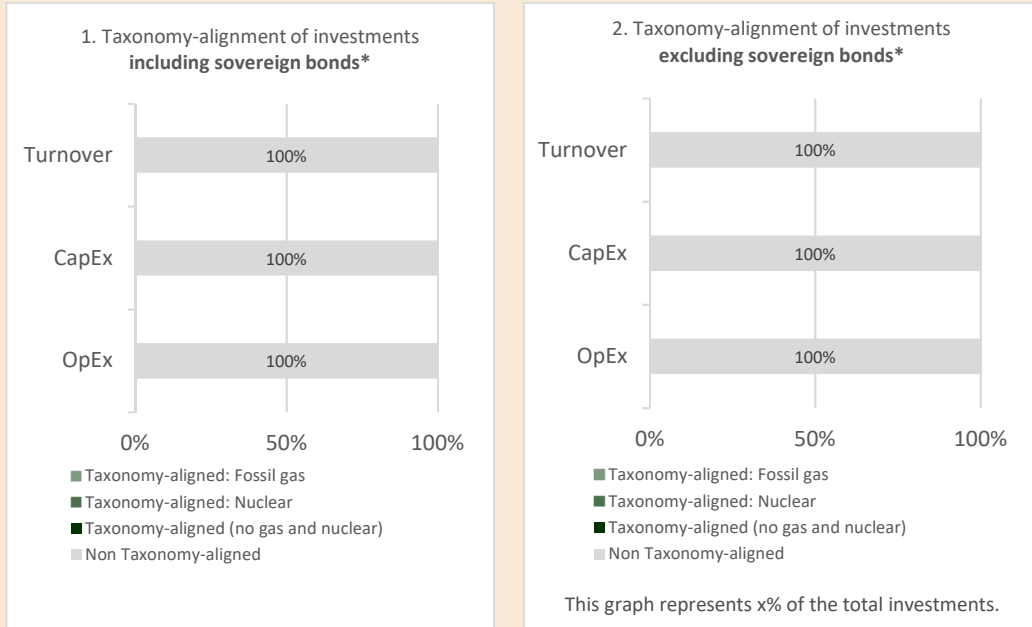 1. Taxonomy-alignment of investments
including sovereign bonds*
Turnover
100%
CapEx
100%
OpEx
100%
0% 50% 100%
Taxonomy-aligned: Fossil gas
Taxonomy-aligned: Nuclear
Taxonomy-aligned (no gas and nuclear)
Non Taxonomy-aligned
2. Taxonomy-alignment of investments
excluding sovereign bonds*
Turnover
100%
CapEx
100%
OpEx
100%
0% 50% 100%
Taxonomy-aligned: Fossil gas
Taxonomy-aligned: Nuclear
Taxonomy-aligned (no gas and nuclear)
Non Taxonomy-aligned
This graph represents x% of the total investments.